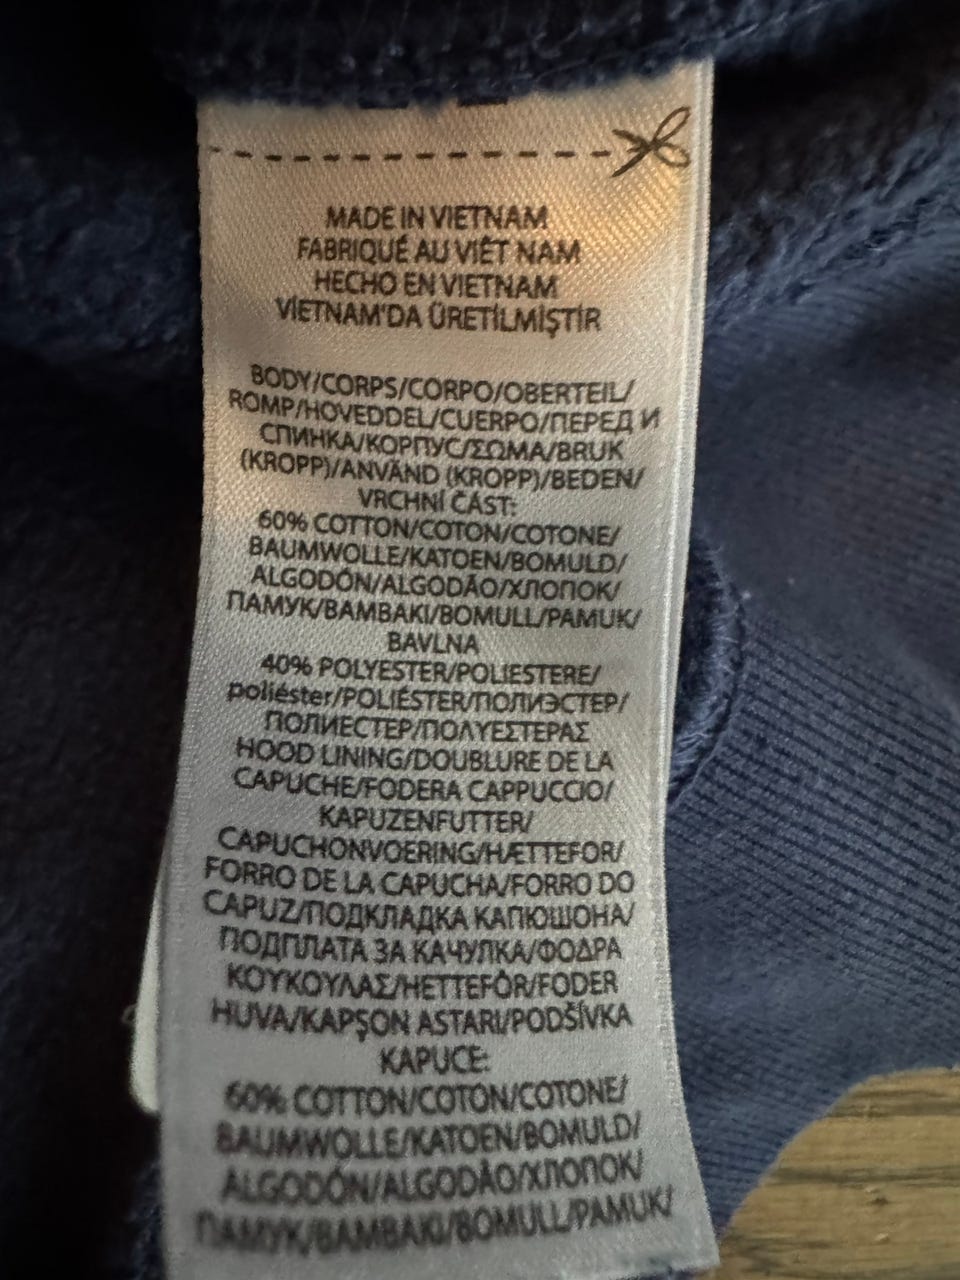 MADE IN VIETNAM
FABRIQUÉ AU VIÊT NAM
HECHO EN VIETNAM
VİETNAM'DA ÜRETİLMİŞTİR
BODY/CORPS/CORPO/OBERTEIL/
ROMP/HOVEDDEL/CUERPO/ПЕРЕД И
СПИНКА/КОРПУС/ΣΩΜΑ/BRUK
(KROPP)/ANVÄND (KROPP)/BEDEN/
VRCHNÍ ČÁST:
60% COTTON/COTON/COTONE/
BAUMWOLLE/KATOEN/BOMULD/
ALGODÓN/ALGODÃO/ХЛОПОК/
ПАМУК/BAMBAKI/BOMULL/PAMUK/
BAVLNA
40% POLYESTER/POLIESTERE/
poliéster/POLIÉSTER/ПОЛИЭСТЕР/
ПОЛИЕСТЕР/ΠΟΛΥΕΣΤΕΡΑΣ
HOOD LINING/DOUBLURE DE LA
CAPUCHE/FODERA CAPPUCCIO/
KAPUZENFUTTER/
CAPUCHONVOERING/HÆTTEFOR/
FORRO DE LA CAPUCHA/FORRO DO
CAPUZ/ПОДКЛАДКА КАПЮШОНА/
ПОДПЛАТА ЗА КАЧУЛКА/ΦΟΔΡΑ
ΚΟΥΚΟΥΛΑΣ/HETTEFÔR/FODER
HUVA/KAPŞON ASTARI/PODŠÍVKA
KAPUCE:
60% COTTON/COTON/COTONE/
BAUMWOLLE/KATOEN/BOMULD/
ALGODÓN/ALGODÃO/ХЛОПОК/
ПАМУК/BAMBAKI/BOMULL/PAMUK/